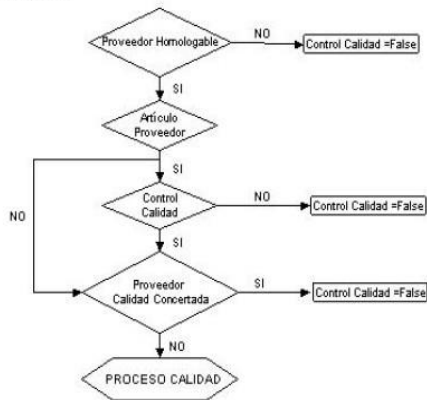 Proveedor Homologable
NO
Control Calidad =False
SI
Artículo
Proveedor
SI
NO
Control
Calidad
NO
Control Calidad =False
SI
Proveedor
Calidad Concertada
SI
Control Calidad =False
NO
PROCESO CALIDAD